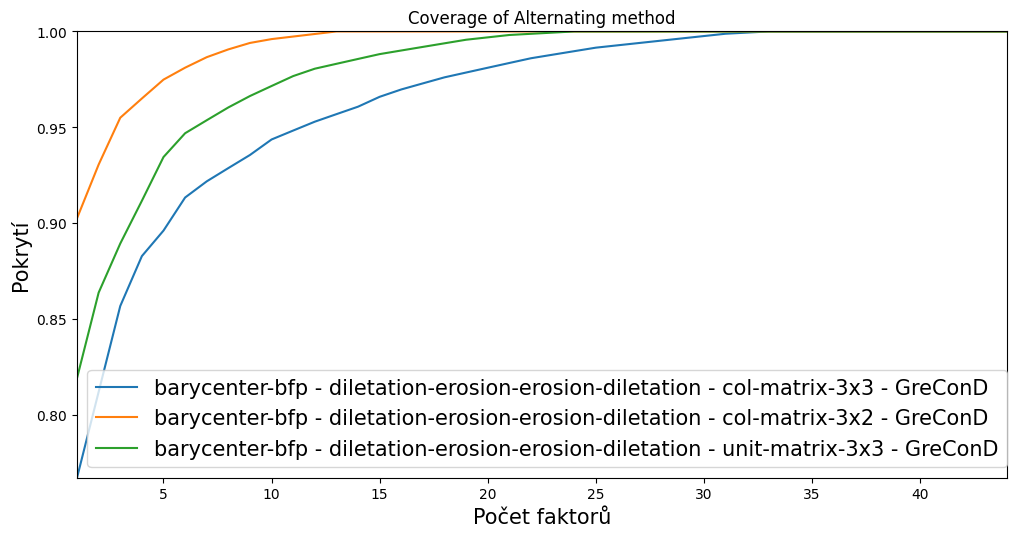 Coverage of Alternating method
1.00
0.95
0.90
0.85
0.80
Pokrytí
barycenter-bfp - diletation-erosion-erosion-diletation - col-matrix-3x3 - GreConD
barycenter-bfp - diletation-erosion-erosion-diletation - col-matrix-3x2 - GreConD
barycenter-bfp - diletation-erosion-erosion-diletation - unit-matrix-3x3 - GreConD
5 10 15 20 25 30 35 40
Počet faktorů